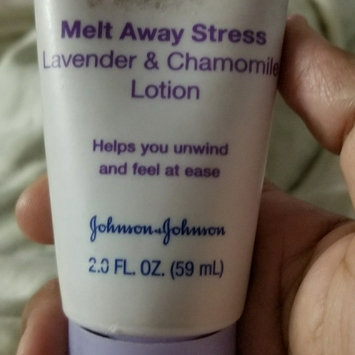 Melt Away Stress
Lavender & Chamomile
Lotion
Helps you unwind
and feel at ease
Johnson & Johnson
2.0 FL. OZ. (59 mL)